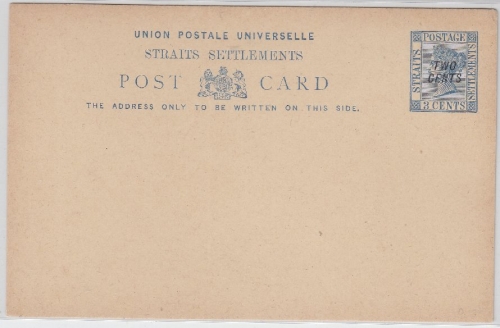 UNION POSTALE UNIVERSELLE
STRAITS SETTLEMENTS
POST CARD
THE ADDRESS ONLY TO BE WRITTEN ON THIS SIDE.
POSTAGE
STRAITS
SETTLEMENTS
TWO
CENTS
3 CENTS